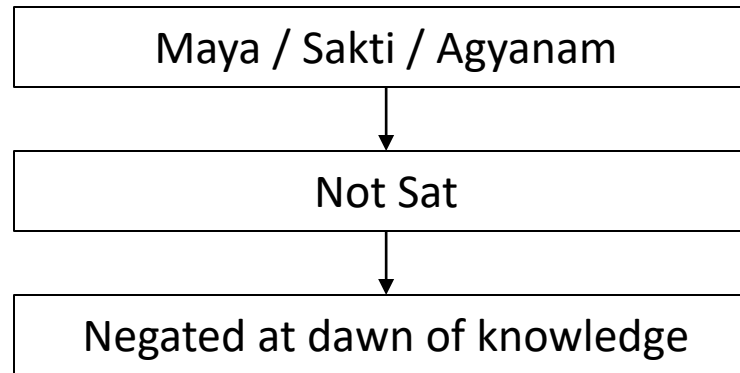 Maya / Sakti / Agyanam
Not Sat
Negated at dawn of knowledge